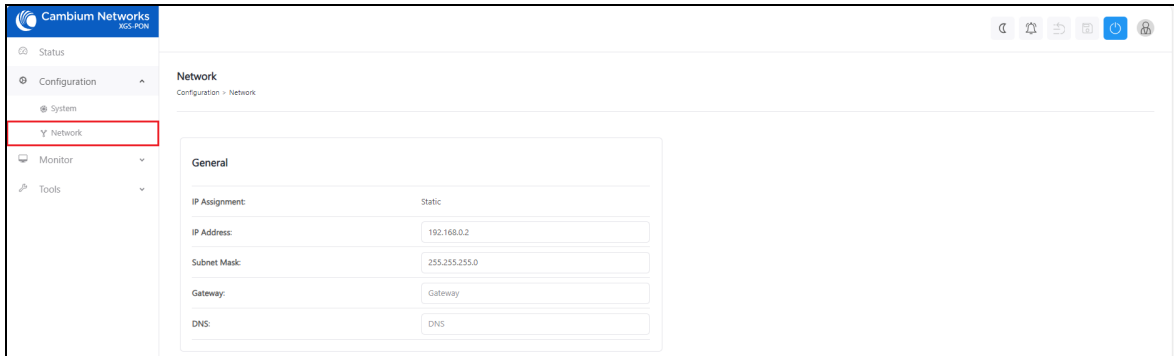 Cambium Networks
XGS-PON
Status
Configuration
System
Network
Monitor
Tools
Network
Configuration > Network
General
IP Assignment: Static
IP Address: 192.168.0.2
Subnet Mask: 255.255.255.0
Gateway: Gateway
DNS: DNS